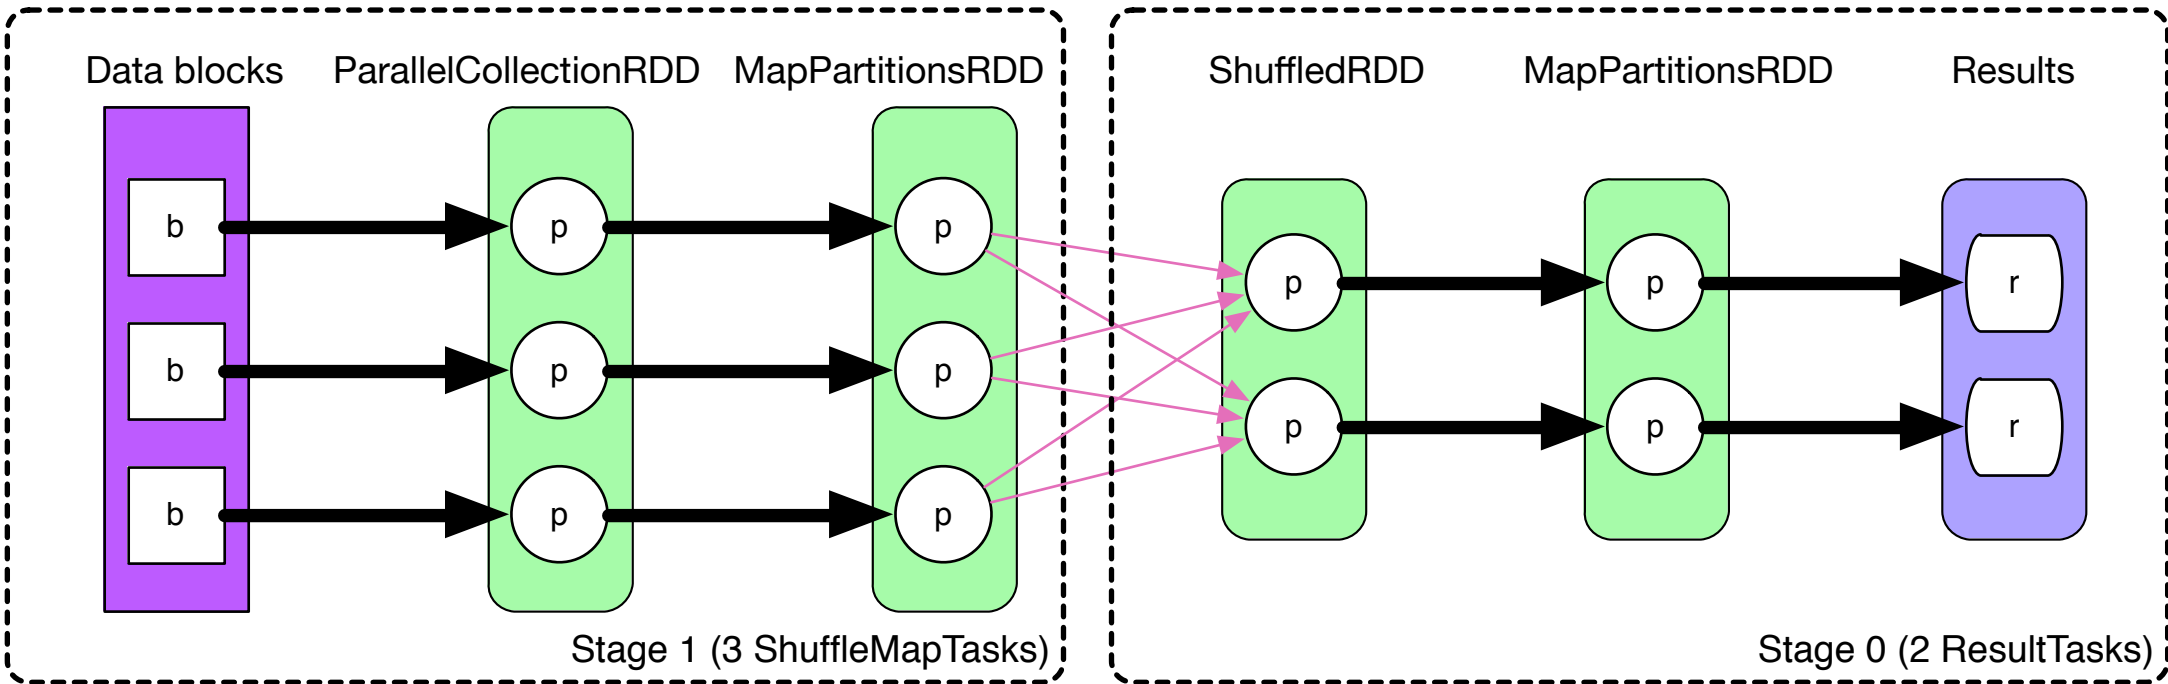 Data blocks ParallelCollectionRDD MapPartitionsRDD ShuffledRDD MapPartitionsRDD Results
b p p p p r
b p p p p r
b p p
Stage 1 (3 ShuffleMapTasks) Stage 0 (2 ResultTasks)